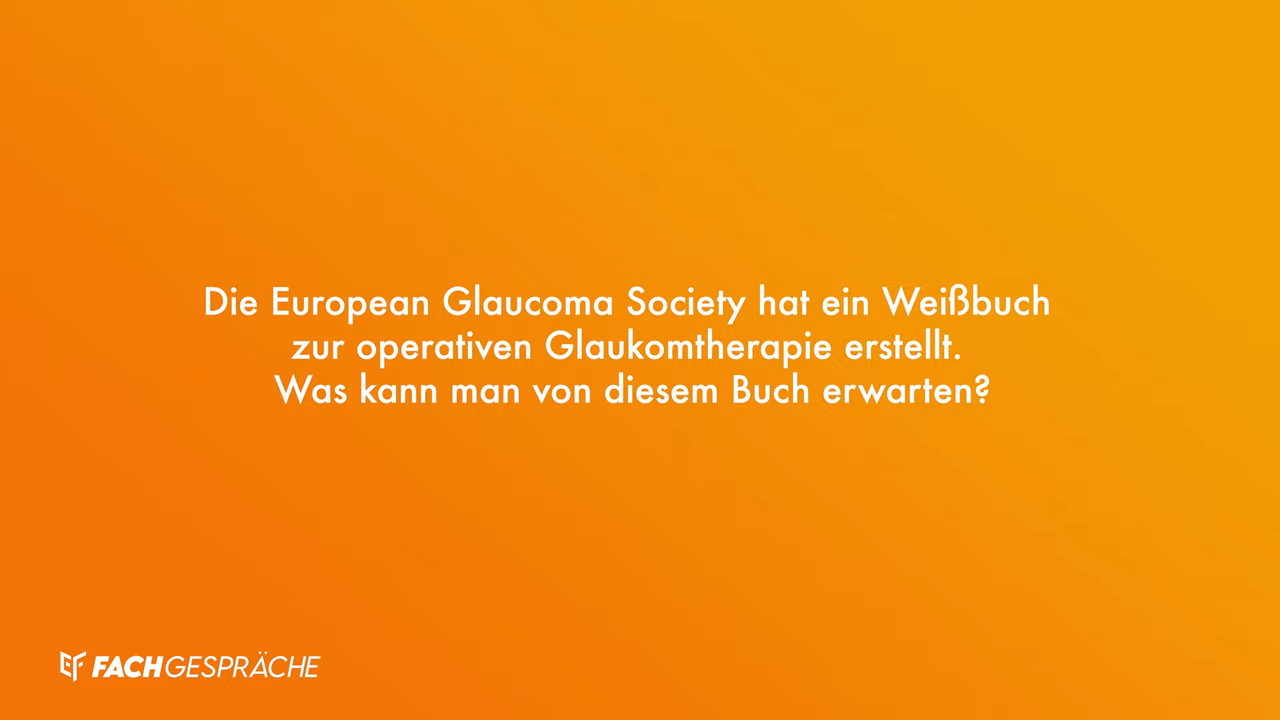 Die European Glaucoma Society hat ein Weißbuch
zur operativen Glaukomtherapie erstellt.
Was kann man von diesem Buch erwarten?
EF FACHGESPRÄCHE